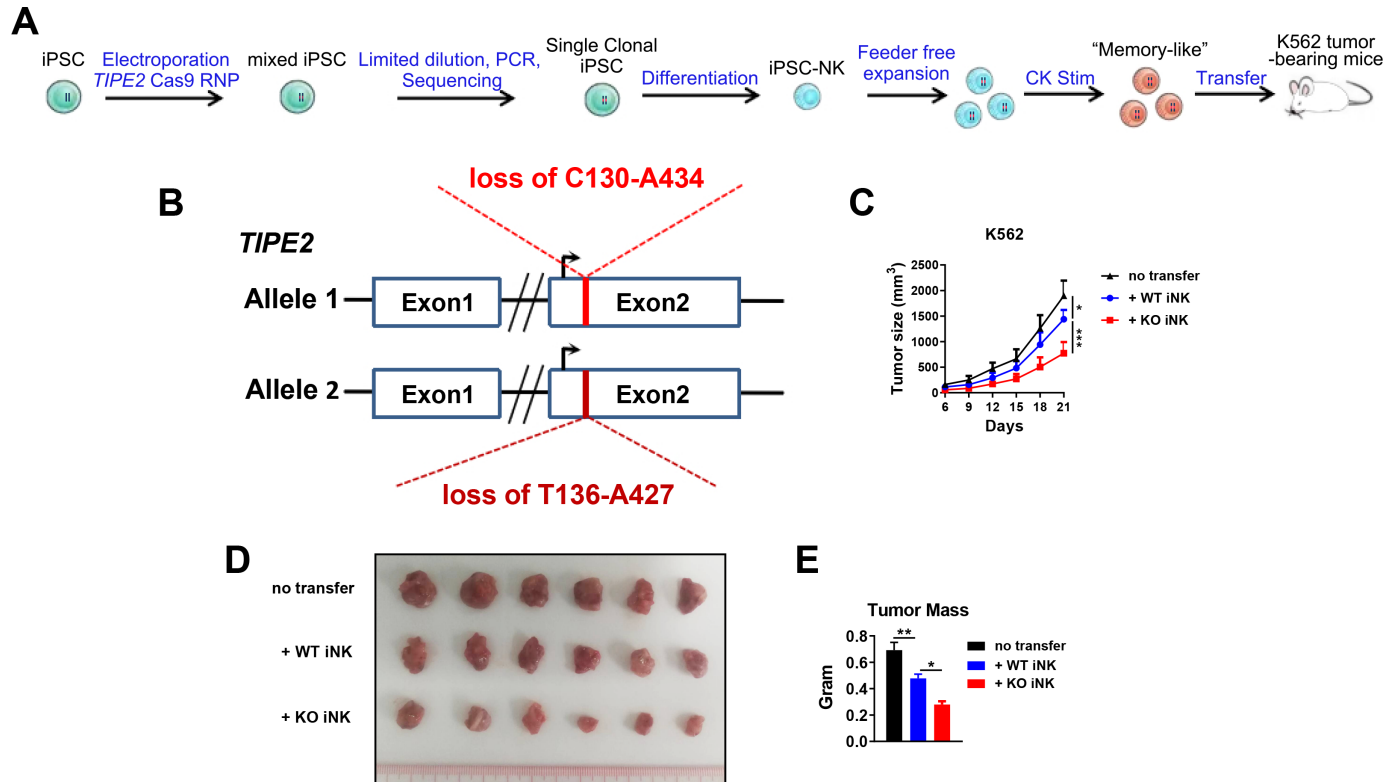 A
iPSC
Electroporation
TIPE2 Cas9 RNP
mixed iPSC
Limited dilution, PCR,
Sequencing
Single Clonal
iPSC
Differentiation
iPSC-NK
Feeder free
expansion
CK Stim
“Memory-like”
Transfer
K562 tumor
-bearing mice
B
loss of C130-A434
TIPE2
Allele 1
Exon1
Exon2
Allele 2
Exon1
Exon2
loss of T136-A427
C
K562
Tumor size (mm3)
2500
2000
1500
1000
500
0
6 9 12 15 18 21
Days
no transfer
+ WT iNK
+ KO iNK
*
***
D
no transfer
+ WT iNK
+ KO iNK
E
Tumor Mass
Gram
0.8
0.6
0.4
0.2
0.0
**
*
no transfer
+ WT iNK
+ KO iNK